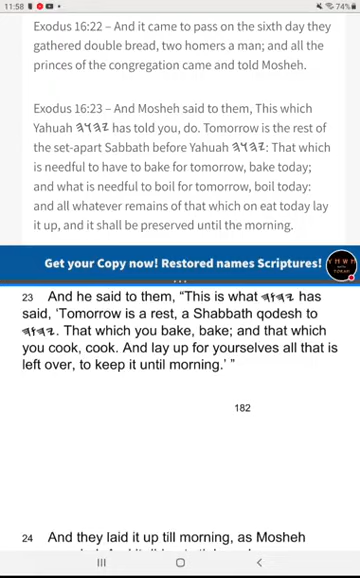 11:58
74%
Exodus 16:22 – And it came to pass on the sixth day they
gathered double bread, two homers a man; and all the
princes of the congregation came and told Mosheh.
Exodus 16:23 – And Mosheh said to them, This which
Yahuah 𐤉𐤄𐤅𐤄 has told you, do. Tomorrow is the rest of
the set-apart Sabbath before Yahuah 𐤉𐤄𐤅𐤄: That which
is needful to have to bake for tomorrow, bake today;
and what is needful to boil for tomorrow, boil today:
and all whatever remains of that which on eat today lay
it up, and it shall be preserved until the morning.
Get your Copy now! Restored names Scriptures!
YHWH
TORAH
23 And he said to them, “This is what 𐤉𐤄𐤅𐤄 has
said, ‘Tomorrow is a rest, a Shabbath qodesh to
𐤉𐤄𐤅𐤄. That which you bake, bake; and that which
you cook, cook. And lay up for yourselves all that is
left over, to keep it until morning.’ ”
182
24 And they laid it up till morning, as Mosheh